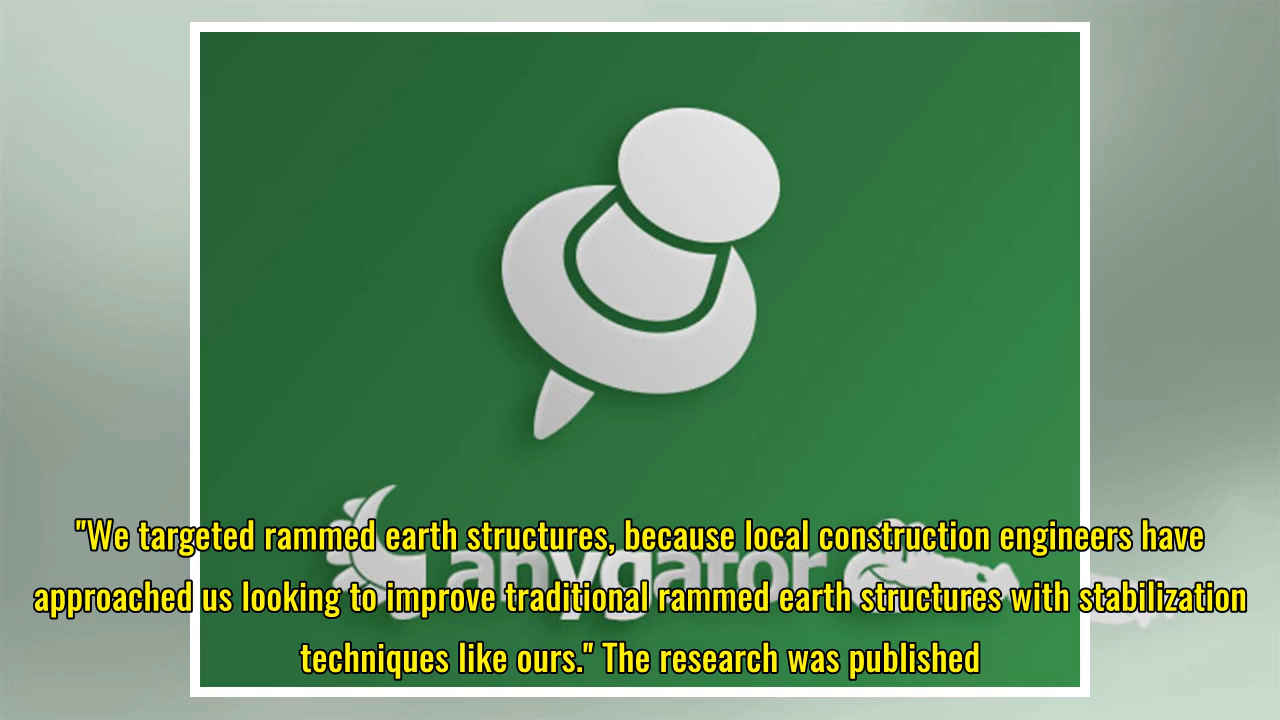 "We targeted rammed earth structures, because local construction engineers have
anygator
approached us looking to improve traditional rammed earth structures with stabilization
techniques like ours." The research was published